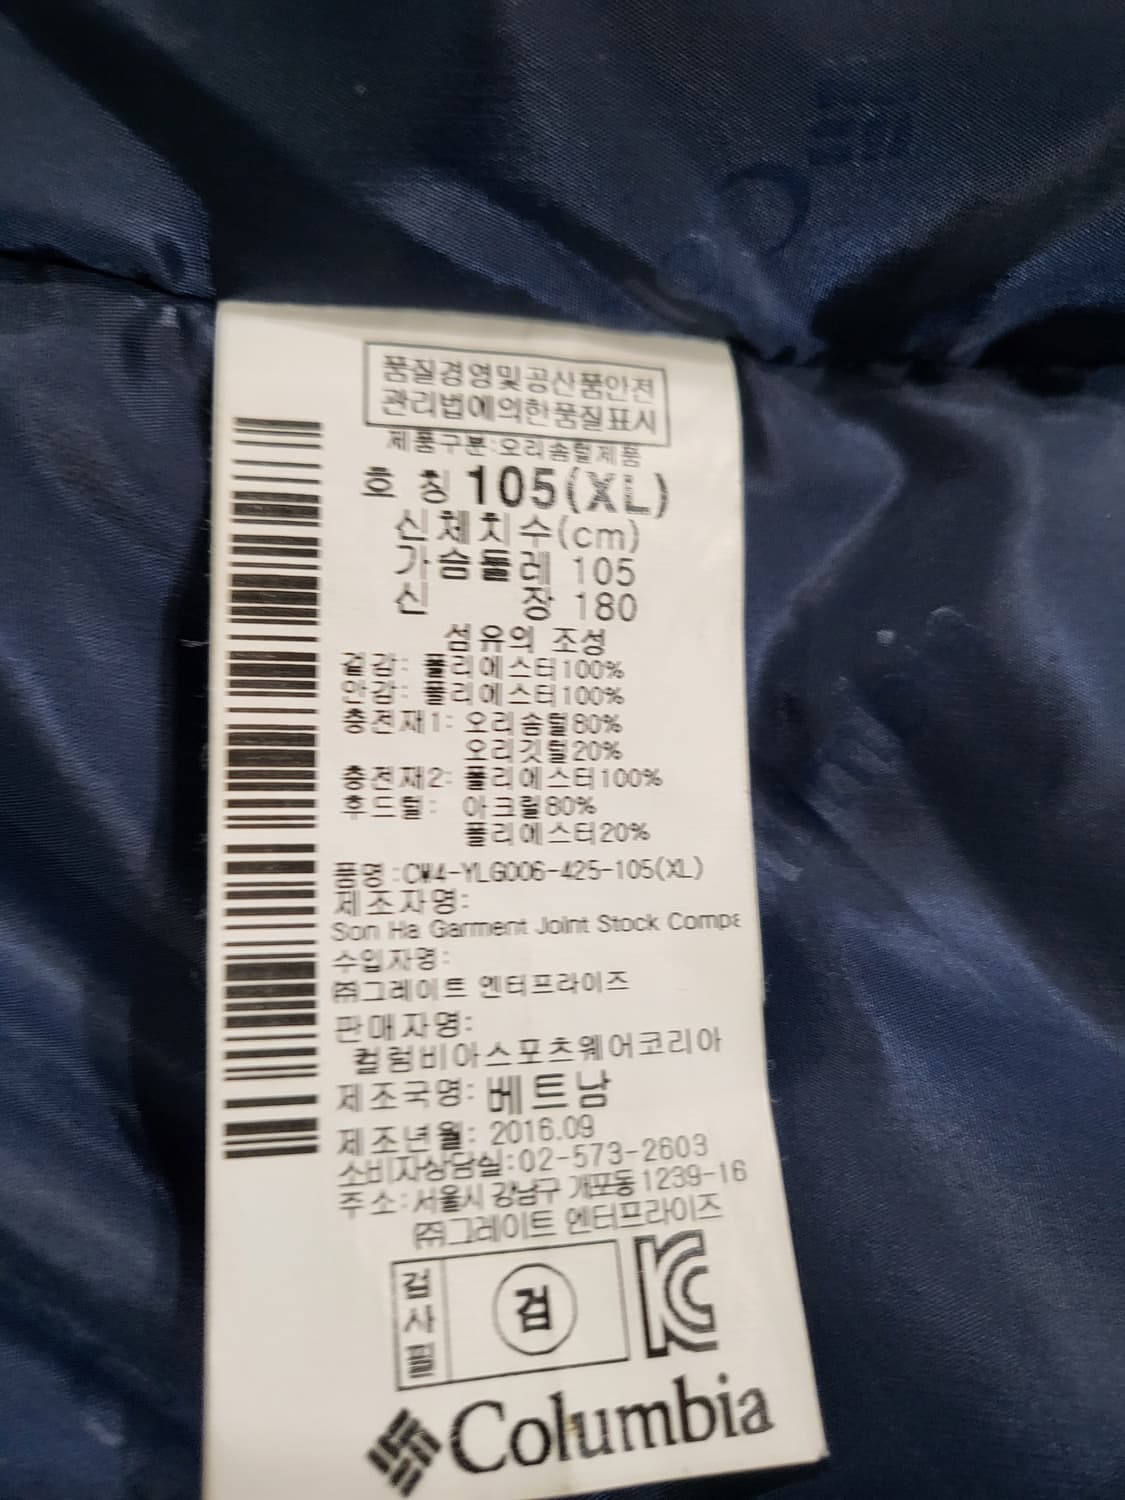 품질경영및공산품안전
관리법에의한품질표시
제품구분:오리솜털제품
호 칭 105(XL)
신체치수(cm)
가슴둘레 105
신 장 180
섬유의 조성
겉감: 폴리에스터100%
안감: 폴리에스터100%
충전재1: 오리솜털80%
오리깃털20%
충전재2: 폴리에스터100%
후드털: 아크릴80%
폴리에스터20%
품명:CW4-YLG006-425-105(XL)
제조자명:
Son Ha Garment Joint Stock Compa
수입자명:
㈜그레이트 엔터프라이즈
판매자명:
컬럼비아스포츠웨어코리아
제조국명: 베트남
제조년월: 2016.09
소비자상담실:02-573-2603
주소:서울시 강남구 개포동1239-16
㈜그레이트 엔터프라이즈
검사필
검
KC
Columbia